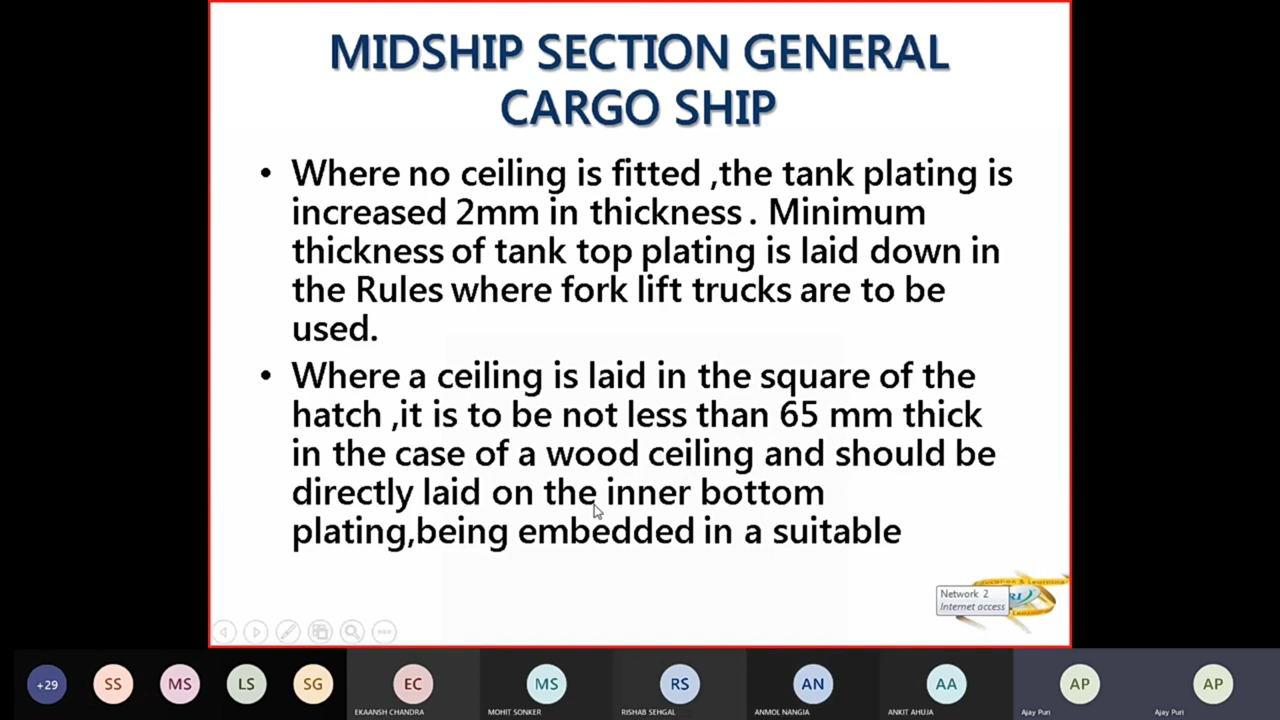 MIDSHIP SECTION GENERAL
CARGO SHIP
• Where no ceiling is fitted ,the tank plating is
increased 2mm in thickness . Minimum
thickness of tank top plating is laid down in
the Rules where fork lift trucks are to be
used.
• Where a ceiling is laid in the square of the
hatch ,it is to be not less than 65 mm thick
in the case of a wood ceiling and should be
directly laid on the inner bottom
plating,being embedded in a suitable
Education & Learning
Network 2
Internet access
+29
SS
MS
LS
SG
EC
EKAANSH CHANDRA
MS
MOHIT SONKER
RS
RISHAB SEHGAL
AN
ANMOL NANGIA
AA
ANKIT AHUJA
AP
Ajay Puri
AP
Ajay Puri